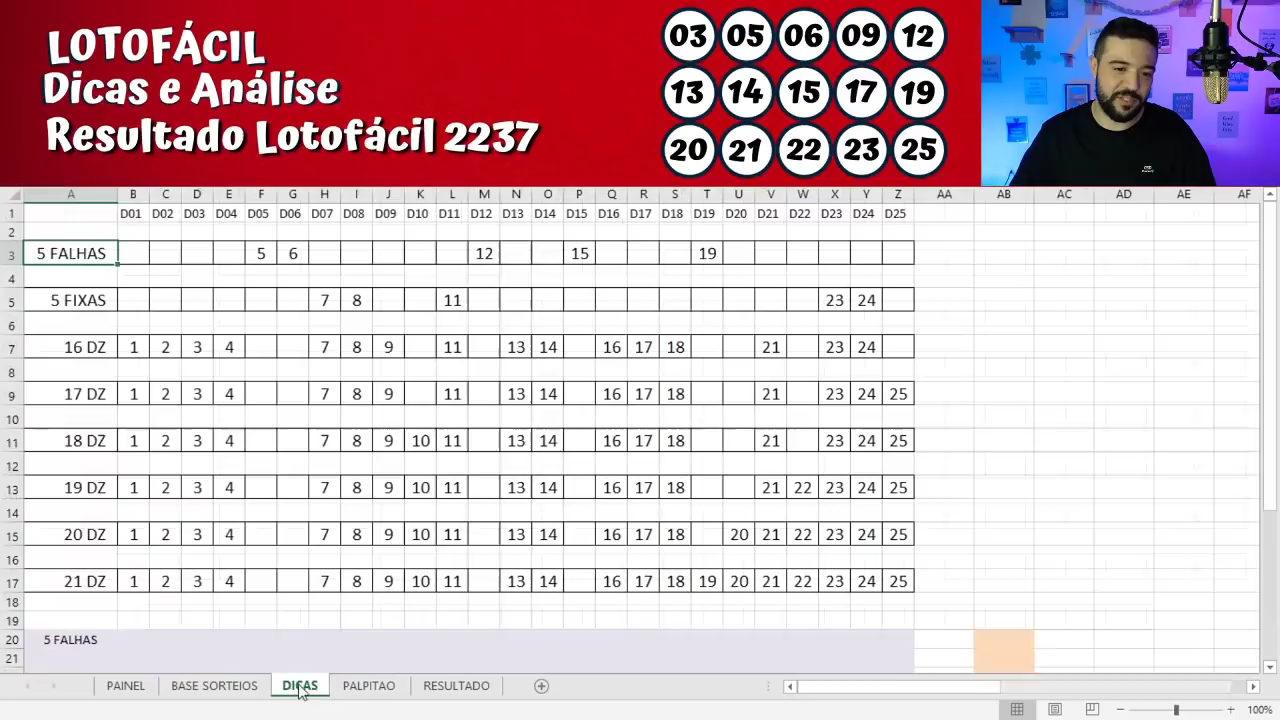 LOTOFÁCIL
Dicas e Análise
Resultado Lotofácil 2237
03 05 06 09 12
13 14 15 17 19
20 21 22 23 25
A B C D E F G H I J K L M N O P Q R S T U V W X Y Z AA AB AC AD AE AF
1 D01 D02 D03 D04 D05 D06 D07 D08 D09 D10 D11 D12 D13 D14 D15 D16 D17 D18 D19 D20 D21 D22 D23 D24 D25
2
3 5 FALHAS 5 6 12 15 19
4
5 5 FIXAS 7 8 11 23 24
6
7 16 DZ 1 2 3 4 7 8 9 11 13 14 16 17 18 21 23 24
8
9 17 DZ 1 2 3 4 7 8 9 11 13 14 16 17 18 21 23 24 25
10
11 18 DZ 1 2 3 4 7 8 9 10 11 13 14 16 17 18 21 23 24 25
12
13 19 DZ 1 2 3 4 7 8 9 10 11 13 14 16 17 18 21 22 23 24 25
14
15 20 DZ 1 2 3 4 7 8 9 10 11 13 14 16 17 18 20 21 22 23 24 25
16
17 21 DZ 1 2 3 4 7 8 9 10 11 13 14 16 17 18 19 20 21 22 23 24 25
18
19
20 5 FALHAS
21
PAINEL BASE SORTEIOS DICAS PALPITAO RESULTADO
100%